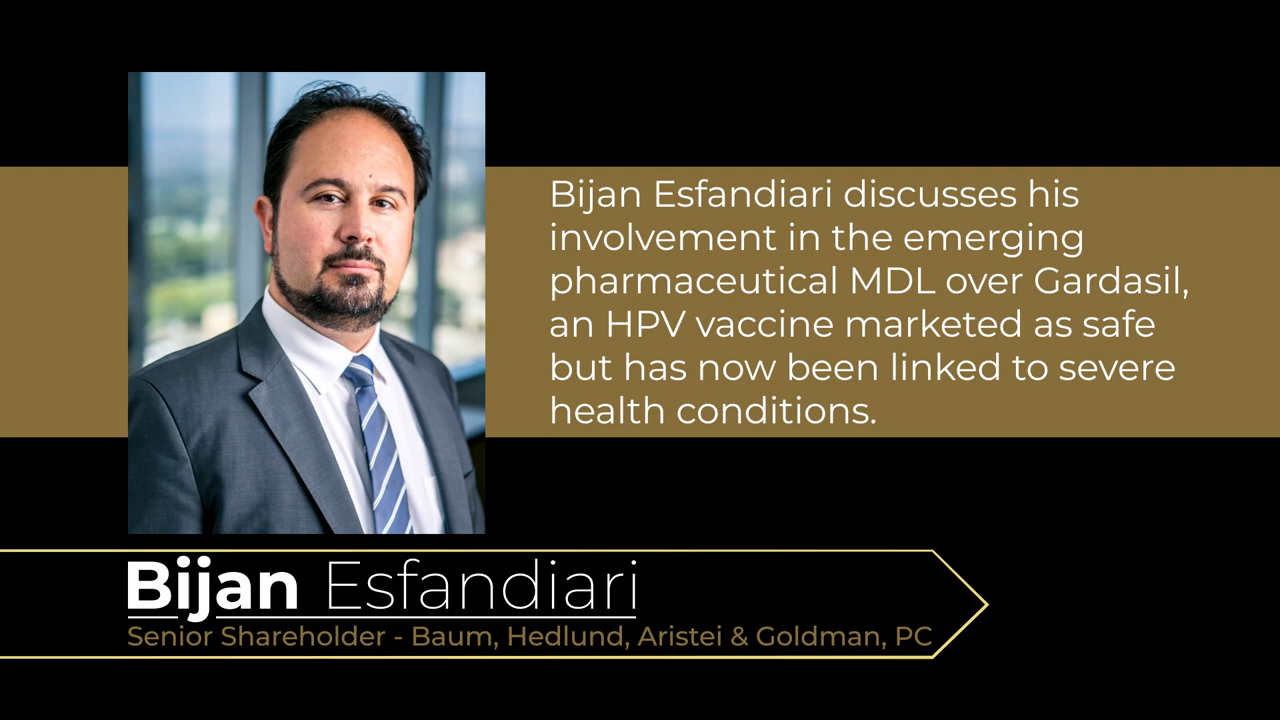 Bijan Esfandiari discusses his
involvement in the emerging
pharmaceutical MDL over Gardasil,
an HPV vaccine marketed as safe
but has now been linked to severe
health conditions.
Bijan Esfandiari
Senior Shareholder - Baum, Hedlund, Aristei & Goldman, PC